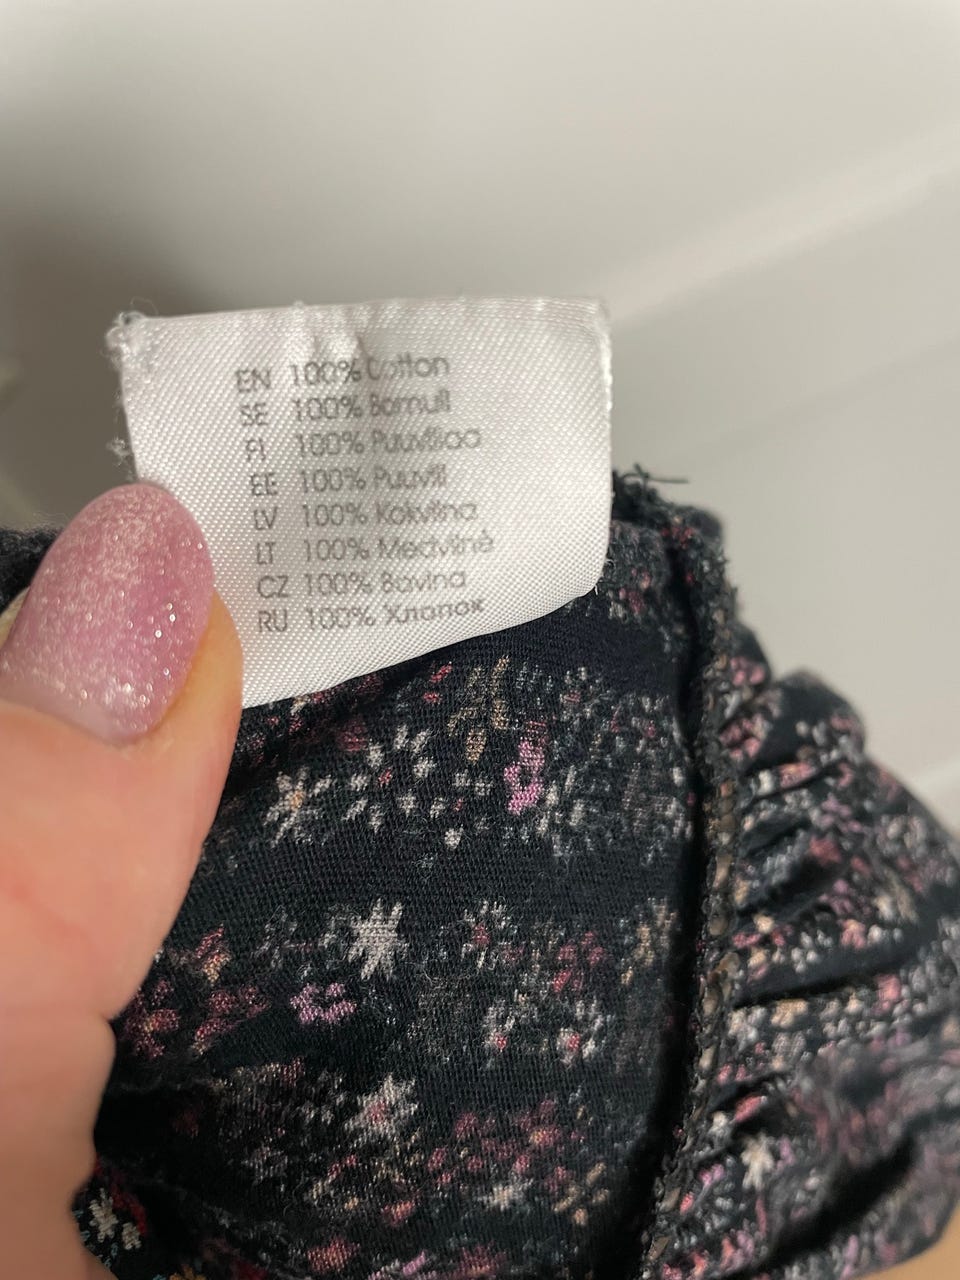 EN 100% Cotton
SE 100% Bomull
FI 100% Puuvillaa
EE 100% Puuvill
LV 100% Kokvilna
LT 100% Medvilnė
CZ 100% Bavlna
RU 100% Хлопок